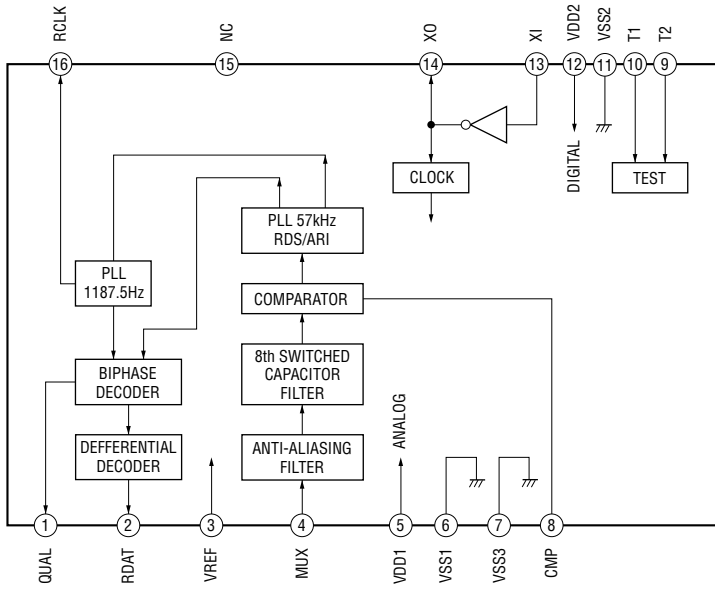 RCLK
NC
XO
XI
VDD2
VSS2
T1
T2
16
15
14
13
12
11
10
9
DIGITAL
CLOCK
TEST
PLL 57kHz
RDS/ARI
PLL
1187.5Hz
COMPARATOR
8th SWITCHED
CAPACITOR
FILTER
BIPHASE
DECODER
ANALOG
DEFFERENTIAL
DECODER
ANTI-ALIASING
FILTER
1
2
3
4
5
6
7
8
QUAL
RDAT
VREF
MUX
VDD1
VSS1
VSS3
CMP